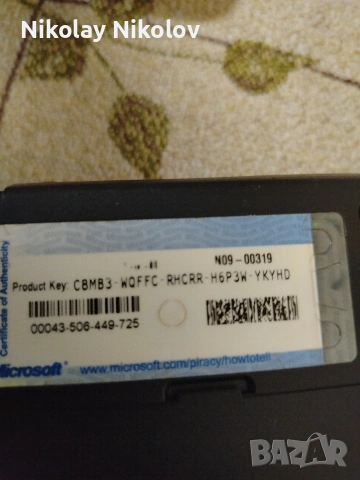 Nikolay Nikolov
Certificate of Authenticity
N09 - 00319
Product Key: C8MB3-WQFFC-RHCRR-H6P3W-YKYHD
00043-506-449-725
Microsoft
www.microsoft.com/piracy/howtotell
BAZAR